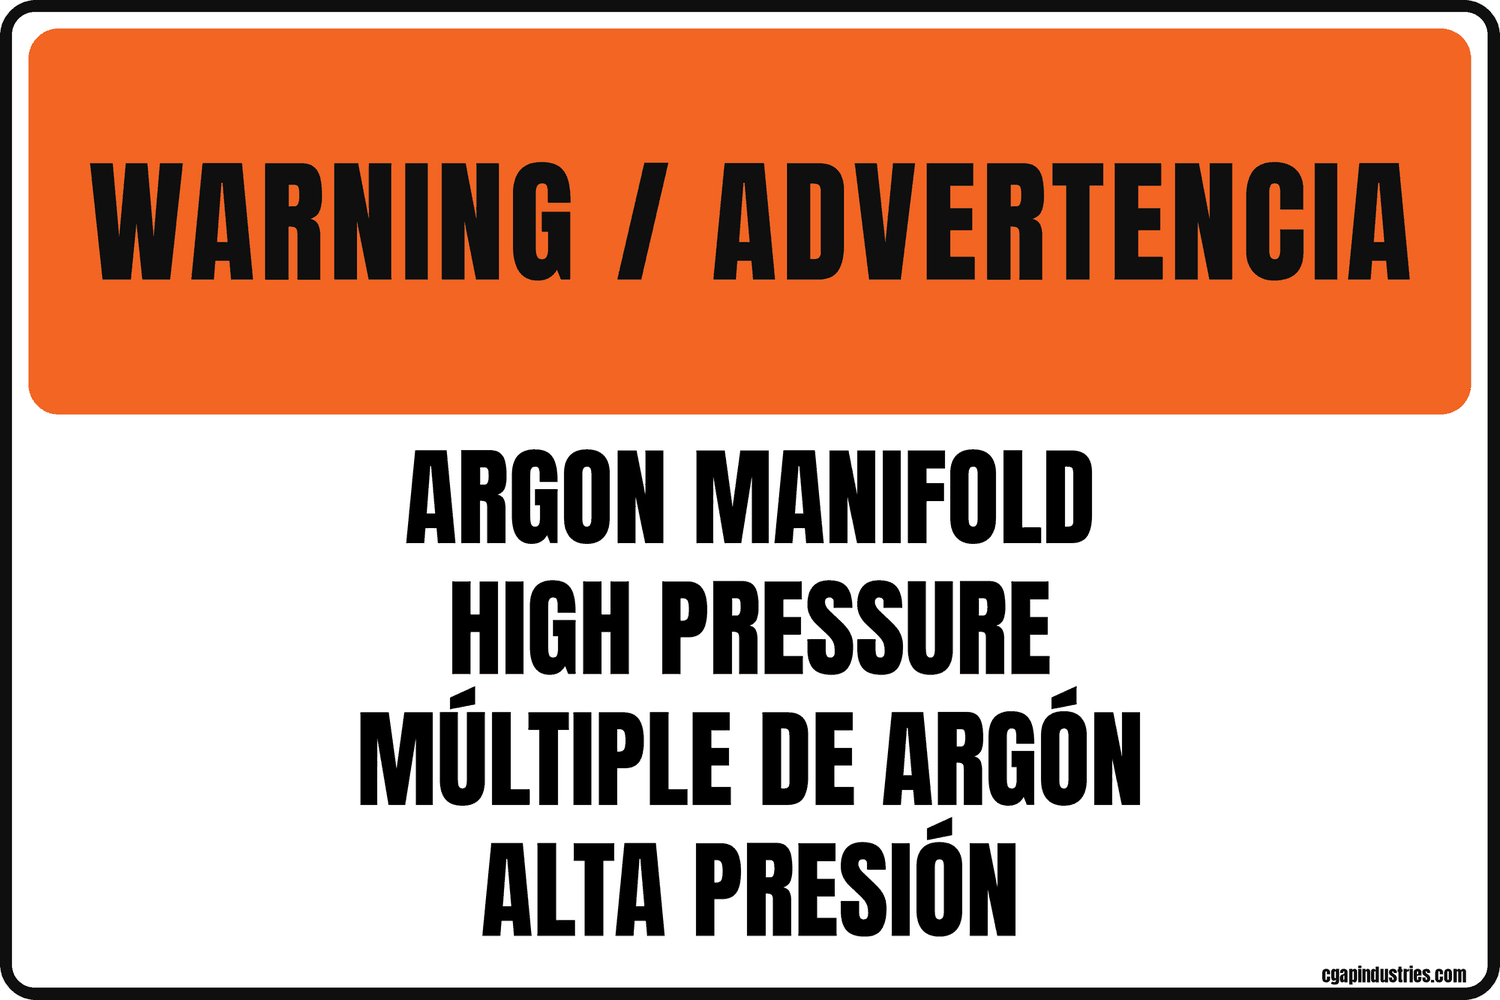 WARNING / ADVERTENCIA
ARGON MANIFOLD
HIGH PRESSURE
MÚLTIPLE DE ARGÓN
ALTA PRESIÓN
cgapindustries.com